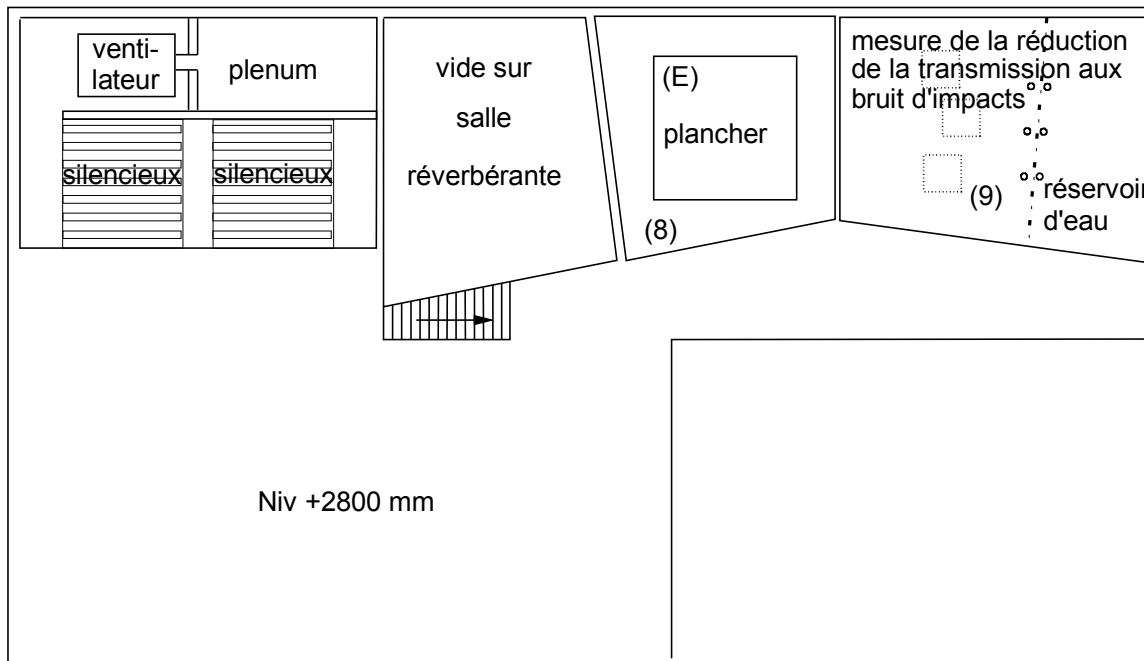 venti-
lateur
plenum
silencieux
silencieux
vide sur
salle
réverbérante
(E)
plancher
(8)
mesure de la réduction
de la transmission aux
bruit d'impacts
(9)
réservoir
d'eau
Niv +2800 mm